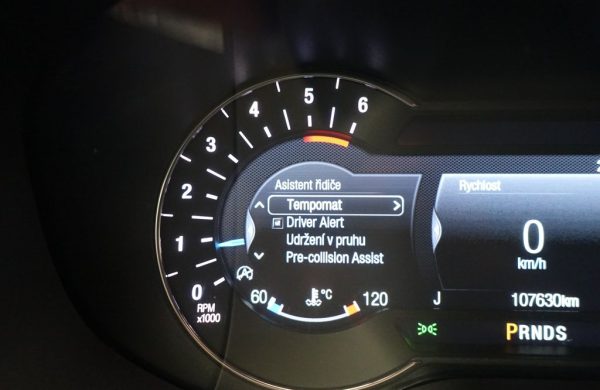 6
5
4
3
2
1
0
RPM
x1000
Asistent řidiče
Tempomat
Driver Alert
Udržení v pruhu
Pre-collision Assist
60 °C 120
Rychlost
0
km/h
J 107630km
PRNDS